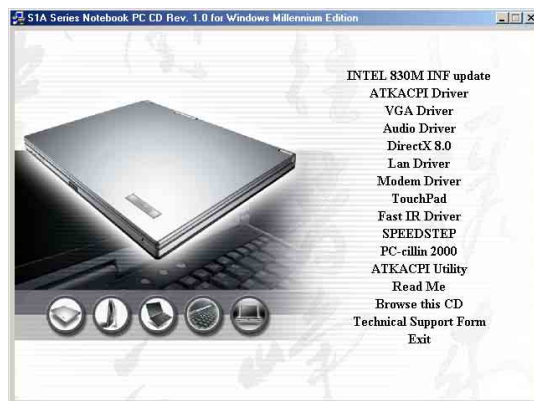 S1A Series Notebook PC CD Rev. 1.0 for Windows Millennium Edition
INTEL 830M INF update
ATKACPI Driver
VGA Driver
Audio Driver
DirectX 8.0
Lan Driver
Modem Driver
TouchPad
Fast IR Driver
SPEEDSTEP
PC-cillin 2000
ATKACPI Utility
Read Me
Browse this CD
Technical Support Form
Exit